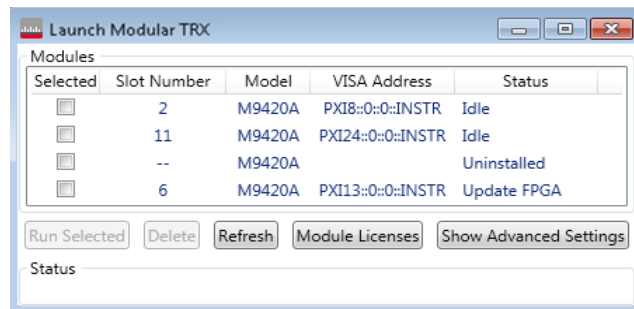 Launch Modular TRX
Modules
Selected Slot Number Model VISA Address Status
2 M9420A PXI8::0::0::INSTR Idle
11 M9420A PXI24::0::0::INSTR Idle
-- M9420A Uninstalled
6 M9420A PXI13::0::0::INSTR Update FPGA
Run Selected Delete Refresh Module Licenses Show Advanced Settings
Status